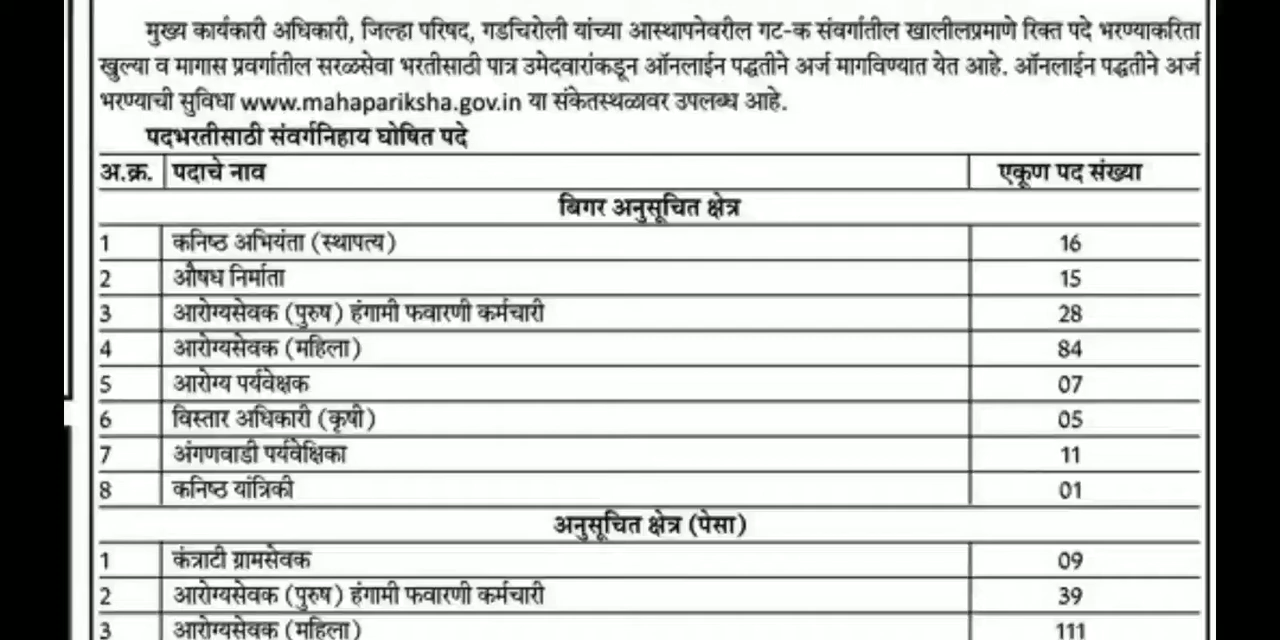 मुख्य कार्यकारी अधिकारी, जिल्हा परिषद, गडचिरोली यांच्या आस्थापनेवरील गट-क संवर्गातील खालीलप्रमाणे रिक्त पदे भरण्याकरिता
खुल्या व मागास प्रवर्गातील सरळसेवा भरतीसाठी पात्र उमेदवारांकडून ऑनलाईन पद्धतीने अर्ज मागविण्यात येत आहे. ऑनलाईन पद्धतीने अर्ज
भरण्याची सुविधा www.mahapariksha.gov.in या संकेतस्थळावर उपलब्ध आहे.
पदभरतीसाठी संवर्गनिहाय घोषित पदे
अ.क्र. पदाचे नाव एकूण पद संख्या
बिगर अनुसूचित क्षेत्र
1 कनिष्ठ अभियंता (स्थापत्य) 16
2 औषध निर्माता 15
3 आरोग्यसेवक (पुरुष) हंगामी फवारणी कर्मचारी 28
4 आरोग्यसेवक (महिला) 84
5 आरोग्य पर्यवेक्षक 07
6 विस्तार अधिकारी (कृषी) 05
7 अंगणवाडी पर्यवेक्षिका 11
8 कनिष्ठ यांत्रिकी 01
अनुसूचित क्षेत्र (पेसा)
1 कंत्राटी ग्रामसेवक 09
2 आरोग्यसेवक (पुरुष) हंगामी फवारणी कर्मचारी 39
3 आरोग्यसेवक (महिला) 111